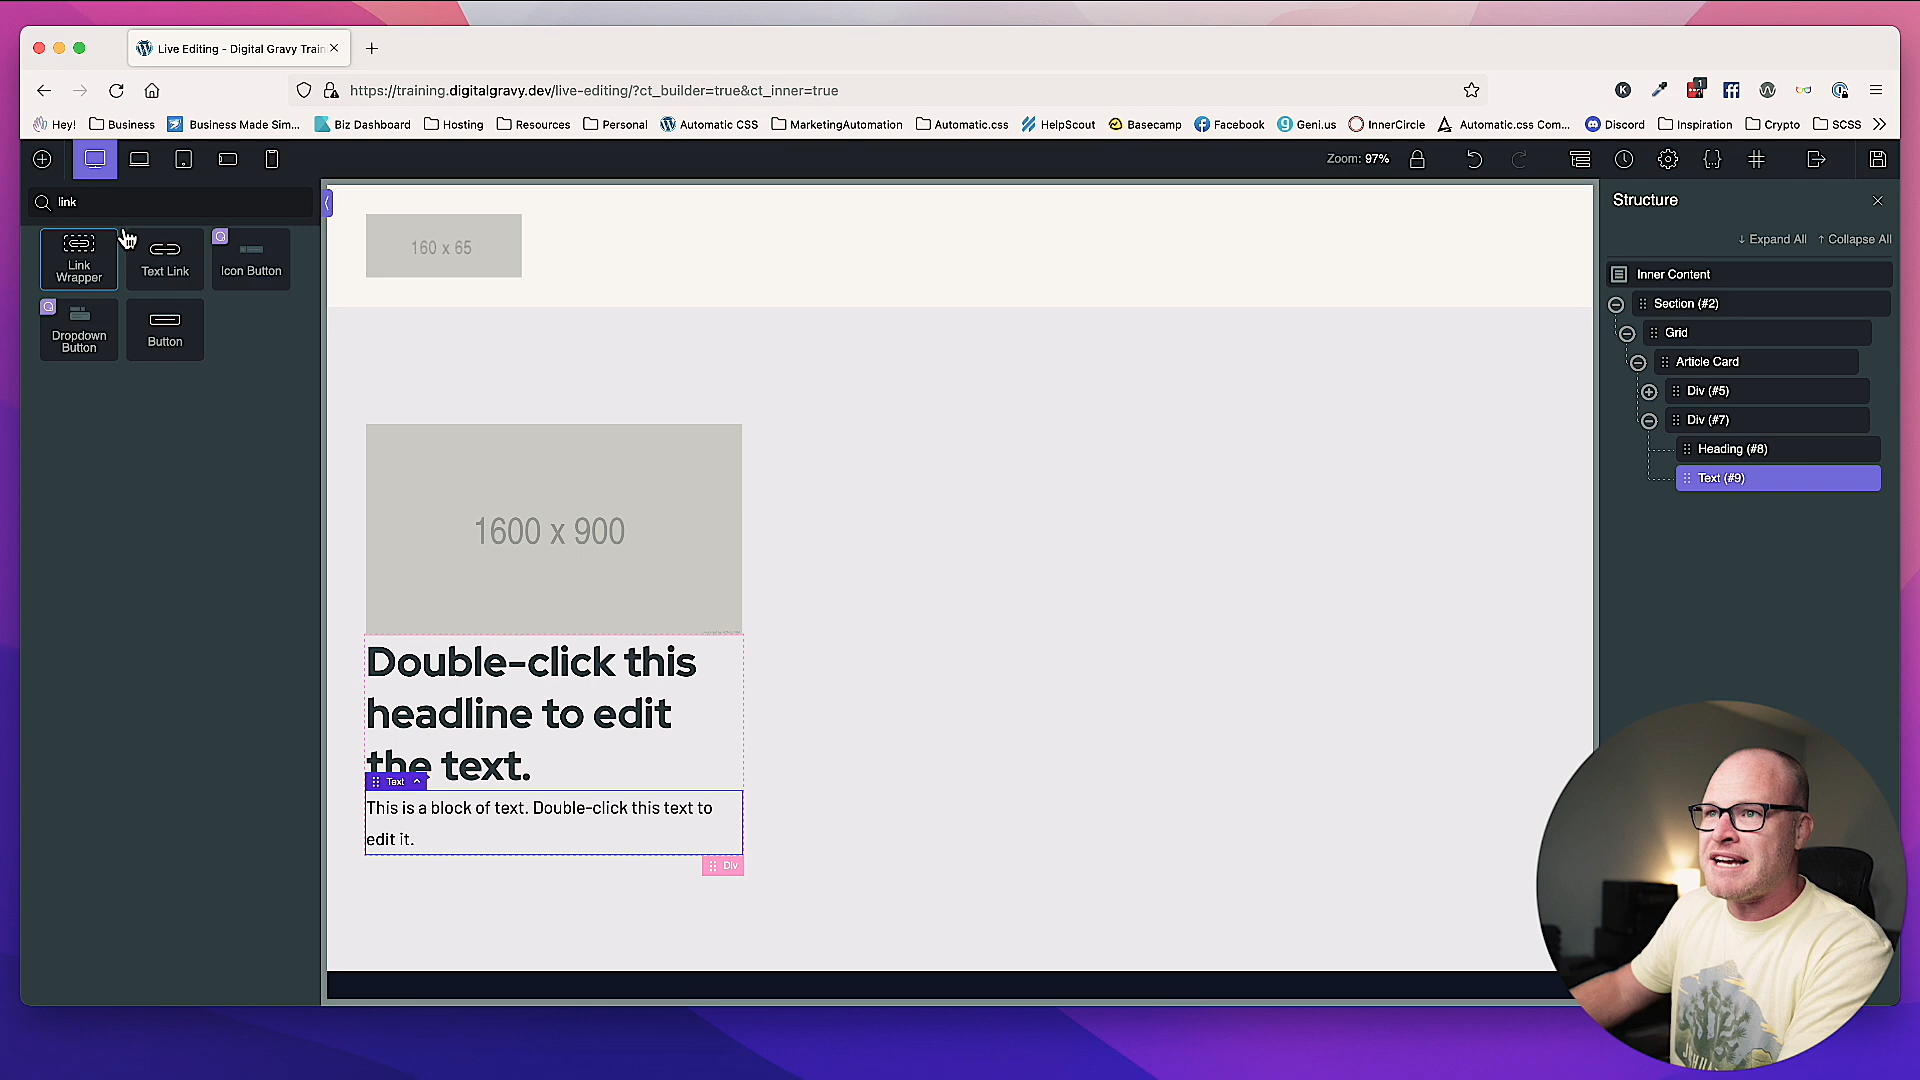 Live Editing - Digital Gravy Train
https://training.digitalgravy.dev/live-editing/?ct_builder=true&ct_inner=true
Hey!
Business
Business Made Sim...
Biz Dashboard
Hosting
Resources
Personal
Automatic CSS
MarketingAutomation
Automatic.css
HelpScout
Basecamp
Facebook
Geni.us
InnerCircle
Automatic.css Com...
Discord
Inspiration
Crypto
SCSS
Zoom: 97%
link
Link Wrapper
Text Link
Icon Button
Dropdown Button
Button
160 x 65
1600 x 900
Double-click this
headline to edit
the text.
Text
This is a block of text. Double-click this text to
edit it.
Div
Structure
Expand All
Collapse All
Inner Content
Section (#2)
Grid
Article Card
Div (#5)
Div (#7)
Heading (#8)
Text (#9)